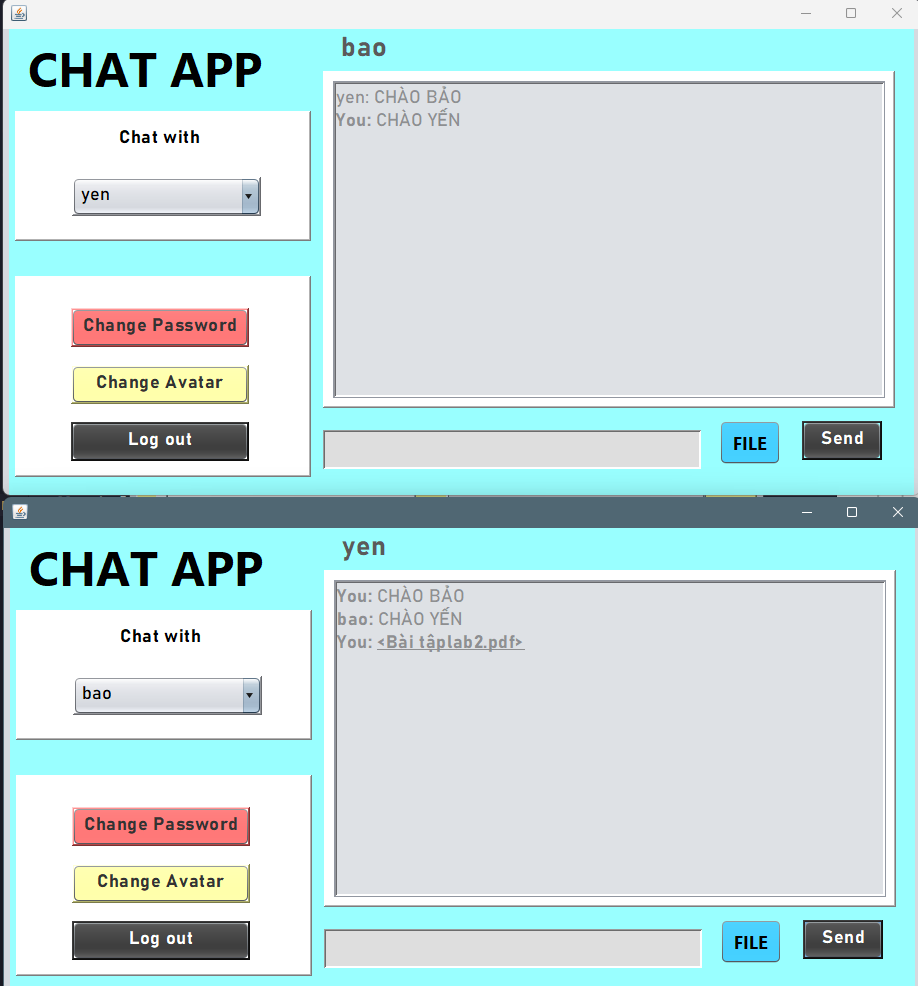 bao
CHAT APP
Chat with
yen
yen: CHÀO BẢO
You: CHÀO YẾN
Change Password
Change Avatar
Log out
FILE
Send
yen
CHAT APP
Chat with
bao
You: CHÀO BẢO
bao: CHÀO YẾN
You: <Bài tậplab2.pdf>
Change Password
Change Avatar
Log out
FILE
Send